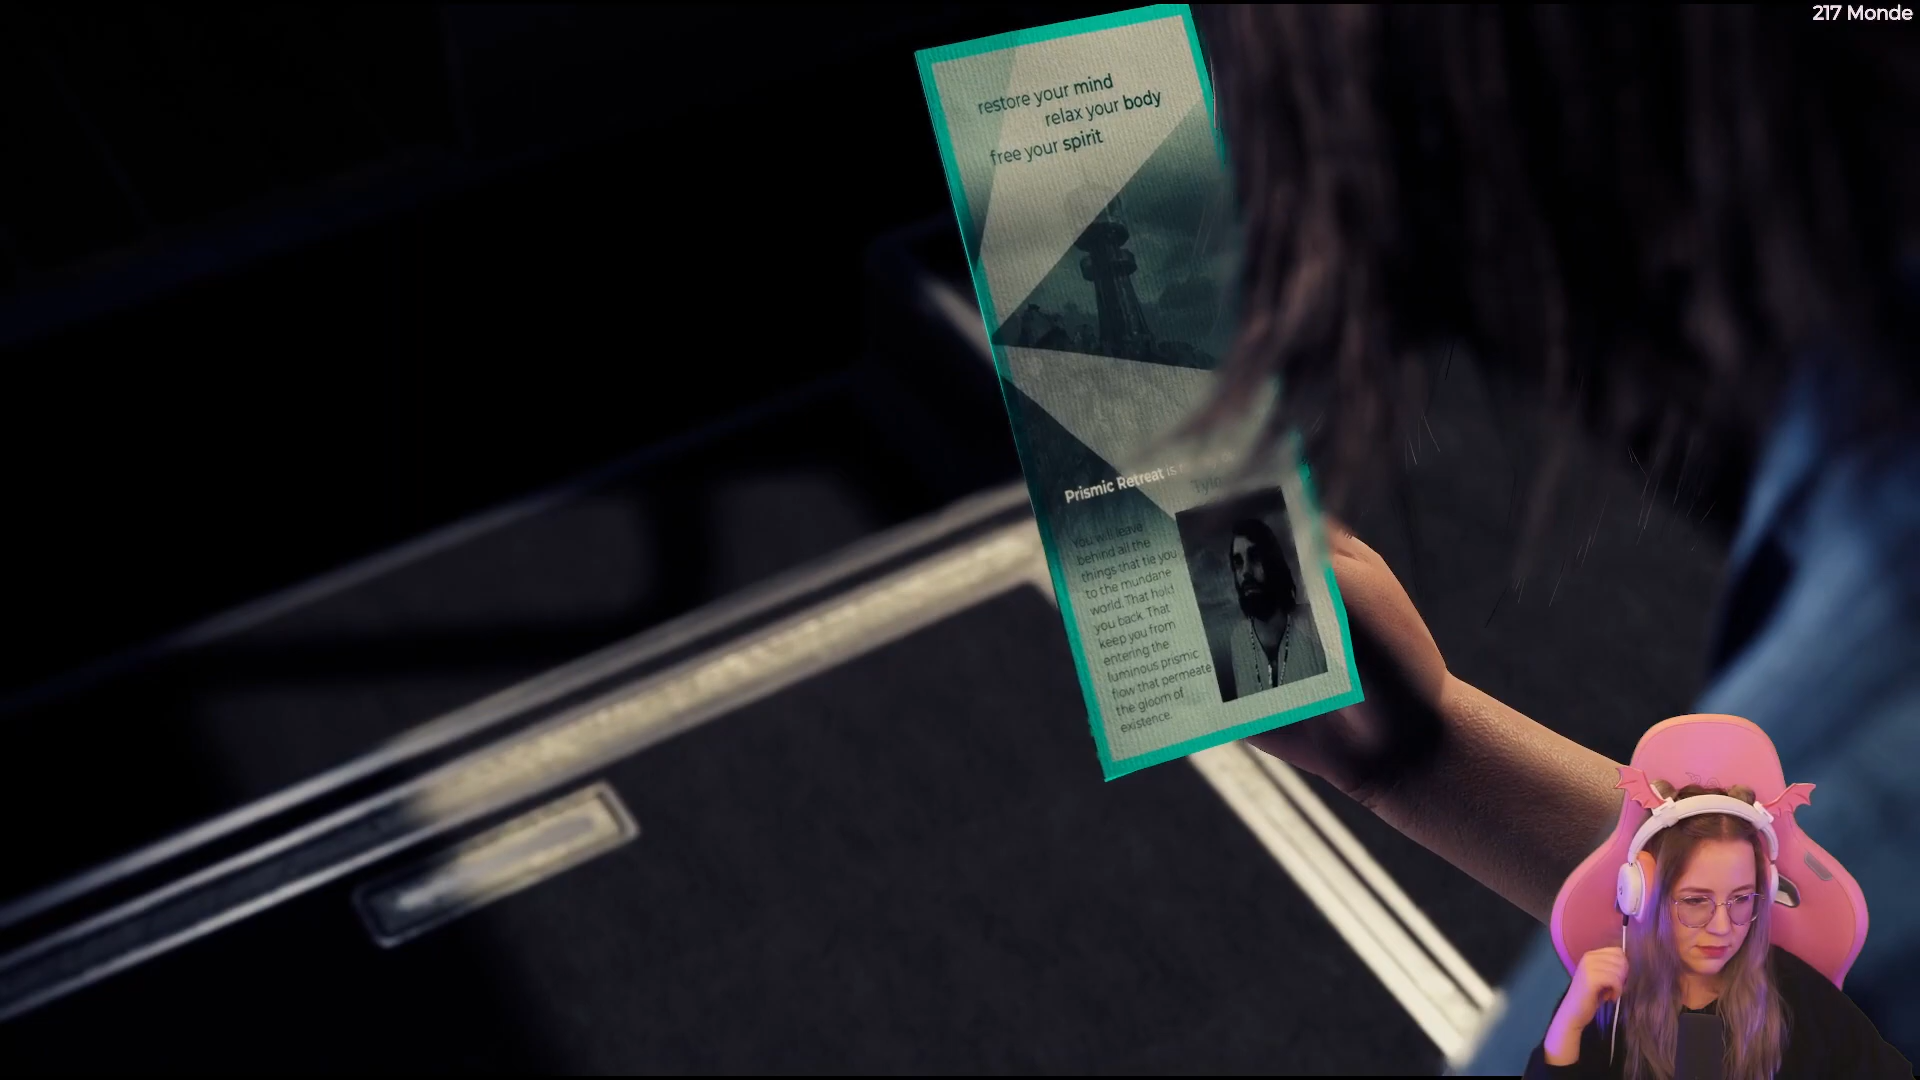 217 Monde
restore your mind
relax your body
free your spirit
Prismic Retreat is
You will leave
behind all the
things that tie you
to the mundane
world. That hold
you back. That
keep you from
entering the
luminous prismic
flow that permeate
the gloom of
existence.